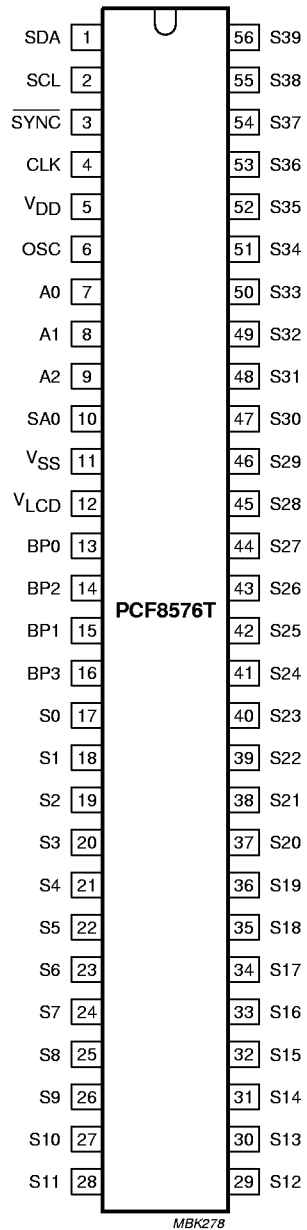 SDA 1 56 S39
SCL 2 55 S38
SYNC 3 54 S37
CLK 4 53 S36
VDD 5 52 S35
OSC 6 51 S34
A0 7 50 S33
A1 8 49 S32
A2 9 48 S31
SA0 10 47 S30
VSS 11 46 S29
VLCD 12 45 S28
BP0 13 44 S27
BP2 14 43 S26
PCF8576T
BP1 15 42 S25
BP3 16 41 S24
S0 17 40 S23
S1 18 39 S22
S2 19 38 S21
S3 20 37 S20
S4 21 36 S19
S5 22 35 S18
S6 23 34 S17
S7 24 33 S16
S8 25 32 S15
S9 26 31 S14
S10 27 30 S13
S11 28 29 S12
MBK278